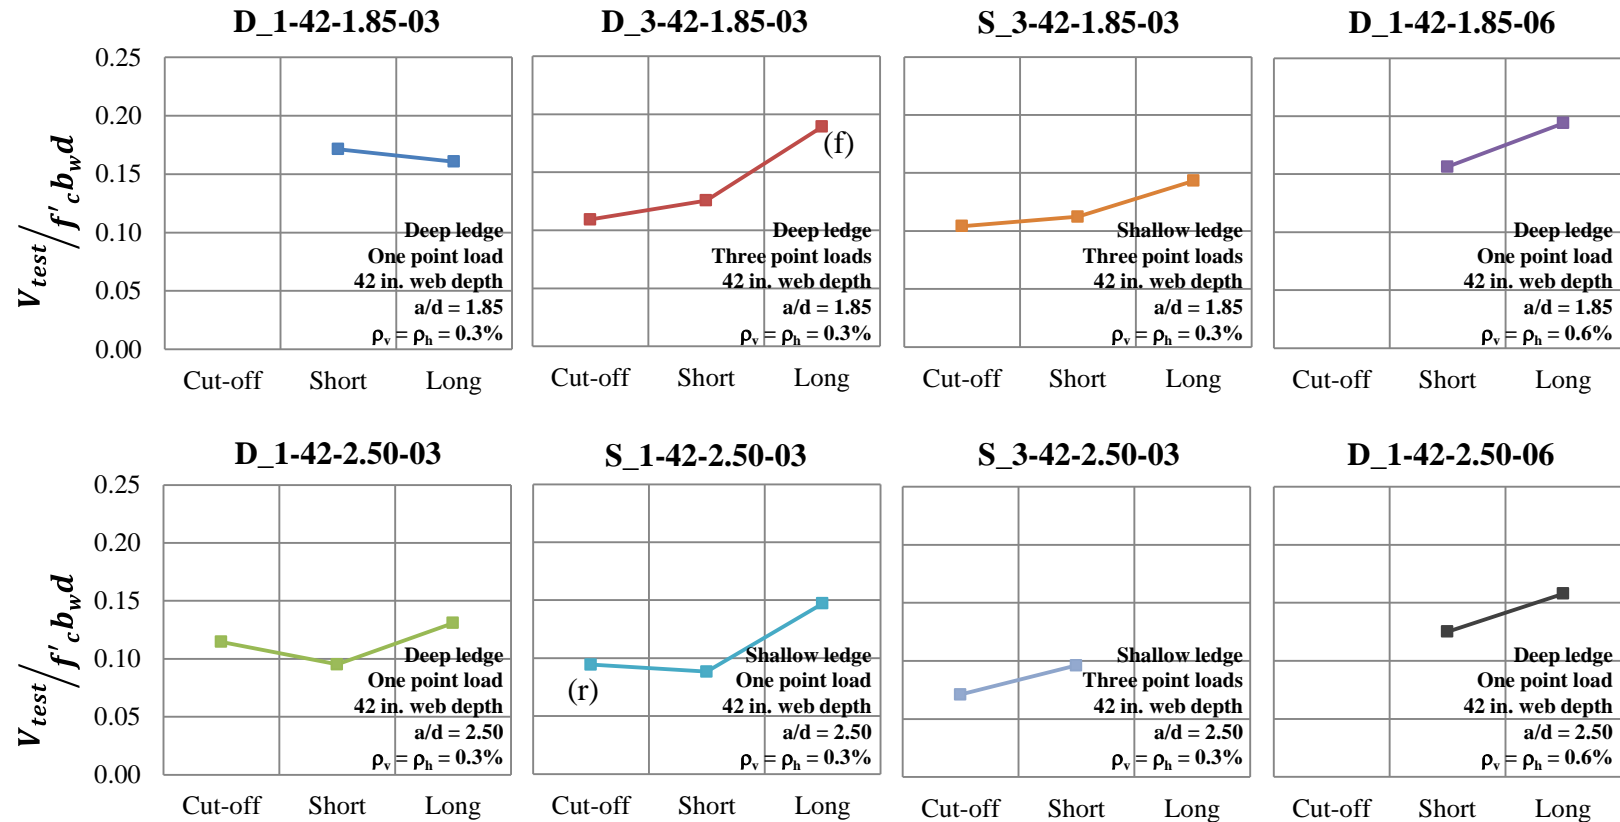 D_1-42-1.85-03
D_3-42-1.85-03
S_3-42-1.85-03
D_1-42-1.85-06
V_test / f'_c b_w d
0.25
0.20
0.15
0.10
0.05
0.00
Deep ledge
One point load
42 in. web depth
a/d = 1.85
ρ_v = ρ_h = 0.3%
Cut-off Short Long
(f)
Deep ledge
Three point loads
42 in. web depth
a/d = 1.85
ρ_v = ρ_h = 0.3%
Cut-off Short Long
Shallow ledge
Three point loads
42 in. web depth
a/d = 1.85
ρ_v = ρ_h = 0.3%
Cut-off Short Long
Deep ledge
One point load
42 in. web depth
a/d = 1.85
ρ_v = ρ_h = 0.6%
Cut-off Short Long
D_1-42-2.50-03
S_1-42-2.50-03
S_3-42-2.50-03
D_1-42-2.50-06
V_test / f'_c b_w d
0.25
0.20
0.15
0.10
0.05
0.00
Deep ledge
One point load
42 in. web depth
a/d = 2.50
ρ_v = ρ_h = 0.3%
Cut-off Short Long
(r)
Shallow ledge
One point load
42 in. web depth
a/d = 2.50
ρ_v = ρ_h = 0.3%
Cut-off Short Long
Shallow ledge
Three point loads
42 in. web depth
a/d = 2.50
ρ_v = ρ_h = 0.3%
Cut-off Short Long
Deep ledge
One point load
42 in. web depth
a/d = 2.50
ρ_v = ρ_h = 0.6%
Cut-off Short Long